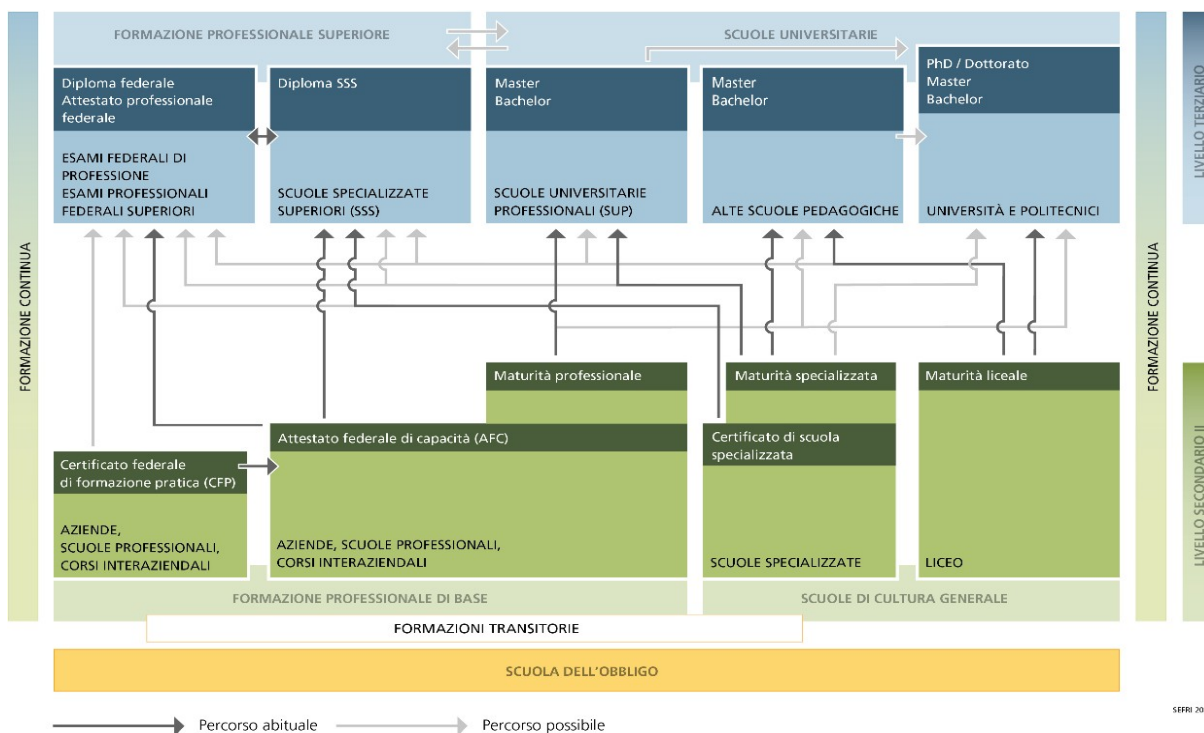 FORMAZIONE PROFESSIONALE SUPERIORE
SCUOLE UNIVERSITARIE
Diploma federale
Attestato professionale
federale
ESAMI FEDERALI DI
PROFESSIONE
ESAMI PROFESSIONALI
FEDERALI SUPERIORI
Diploma SSS
SCUOLE SPECIALIZZATE
SUPERIORI (SSS)
Master
Bachelor
SCUOLE UNIVERSITARIE
PROFESSIONALI (SUP)
Master
Bachelor
ALTE SCUOLE PEDAGOGICHE
PhD / Dottorato
Master
Bachelor
UNIVERSITÀ E POLITECNICI
LIVELLO TERZIARIO
FORMAZIONE CONTINUA
FORMAZIONE CONTINUA
Maturità professionale
Maturità specializzata
Maturità liceale
Attestato federale di capacità (AFC)
Certificato di scuola
specializzata
Certificato federale
di formazione pratica (CFP)
AZIENDE,
SCUOLE PROFESSIONALI,
CORSI INTERAZIENDALI
AZIENDE, SCUOLE PROFESSIONALI,
CORSI INTERAZIENDALI
SCUOLE SPECIALIZZATE
LICEO
LIVELLO SECONDARIO II
FORMAZIONE PROFESSIONALE DI BASE
SCUOLE DI CULTURA GENERALE
FORMAZIONI TRANSITORIE
SCUOLA DELL'OBBLIGO
Percorso abituale
Percorso possibile
SEFRI 20